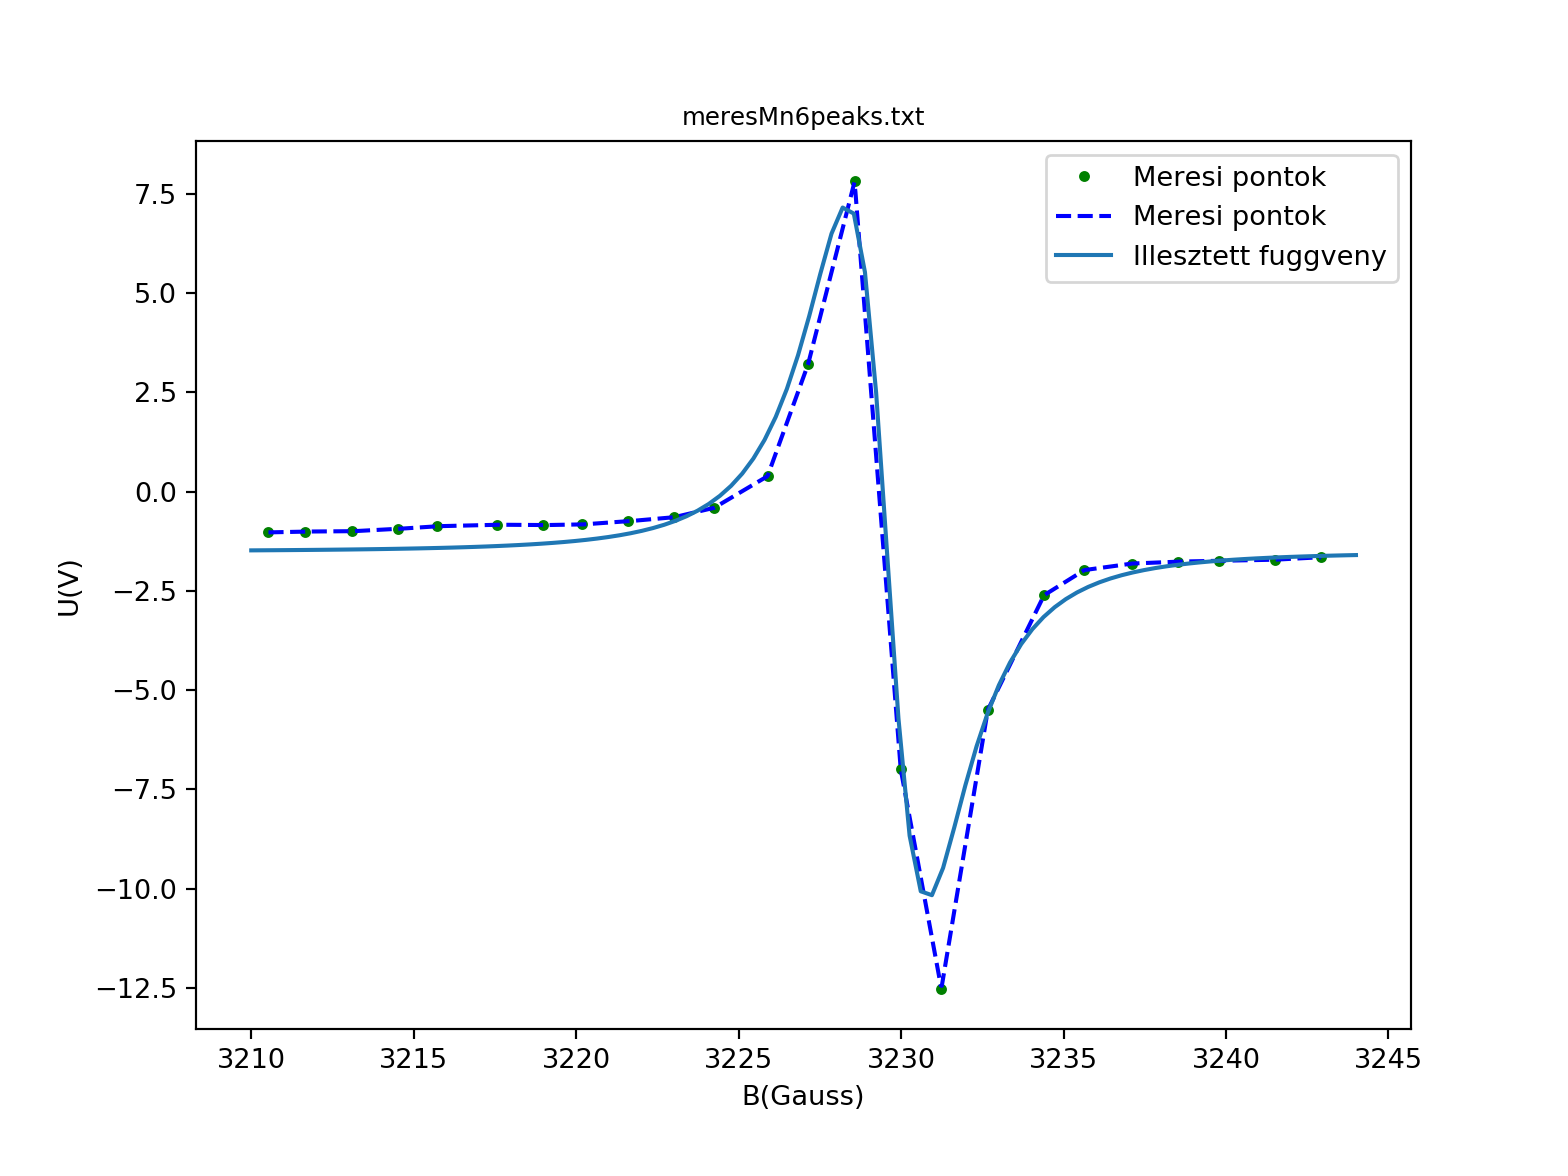 meresMn6peaks.txt
Meresi pontok
Meresi pontok
Illesztett fuggveny
7.5
5.0
2.5
0.0
−2.5
−5.0
−7.5
−10.0
−12.5
U(V)
3210 3215 3220 3225 3230 3235 3240 3245
B(Gauss)